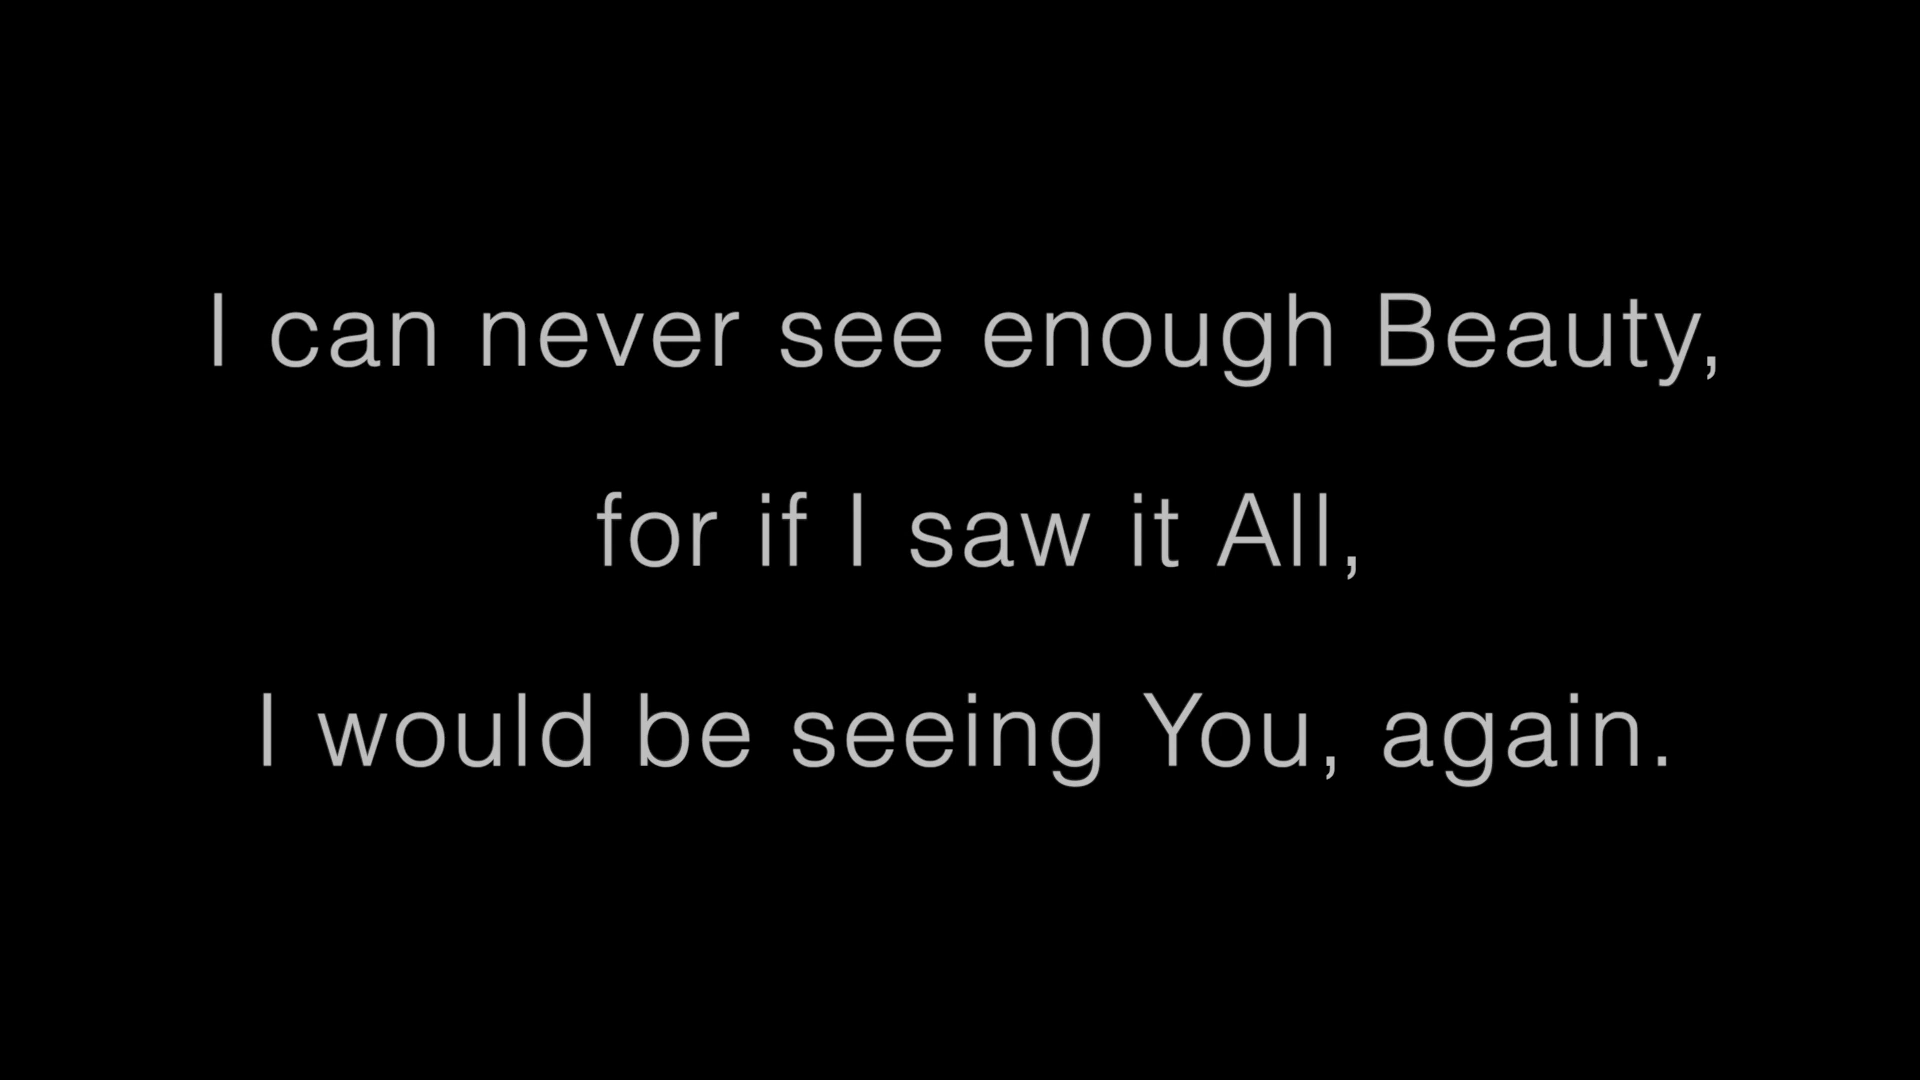 I can never see enough Beauty,
for if I saw it All,
I would be seeing You, again.